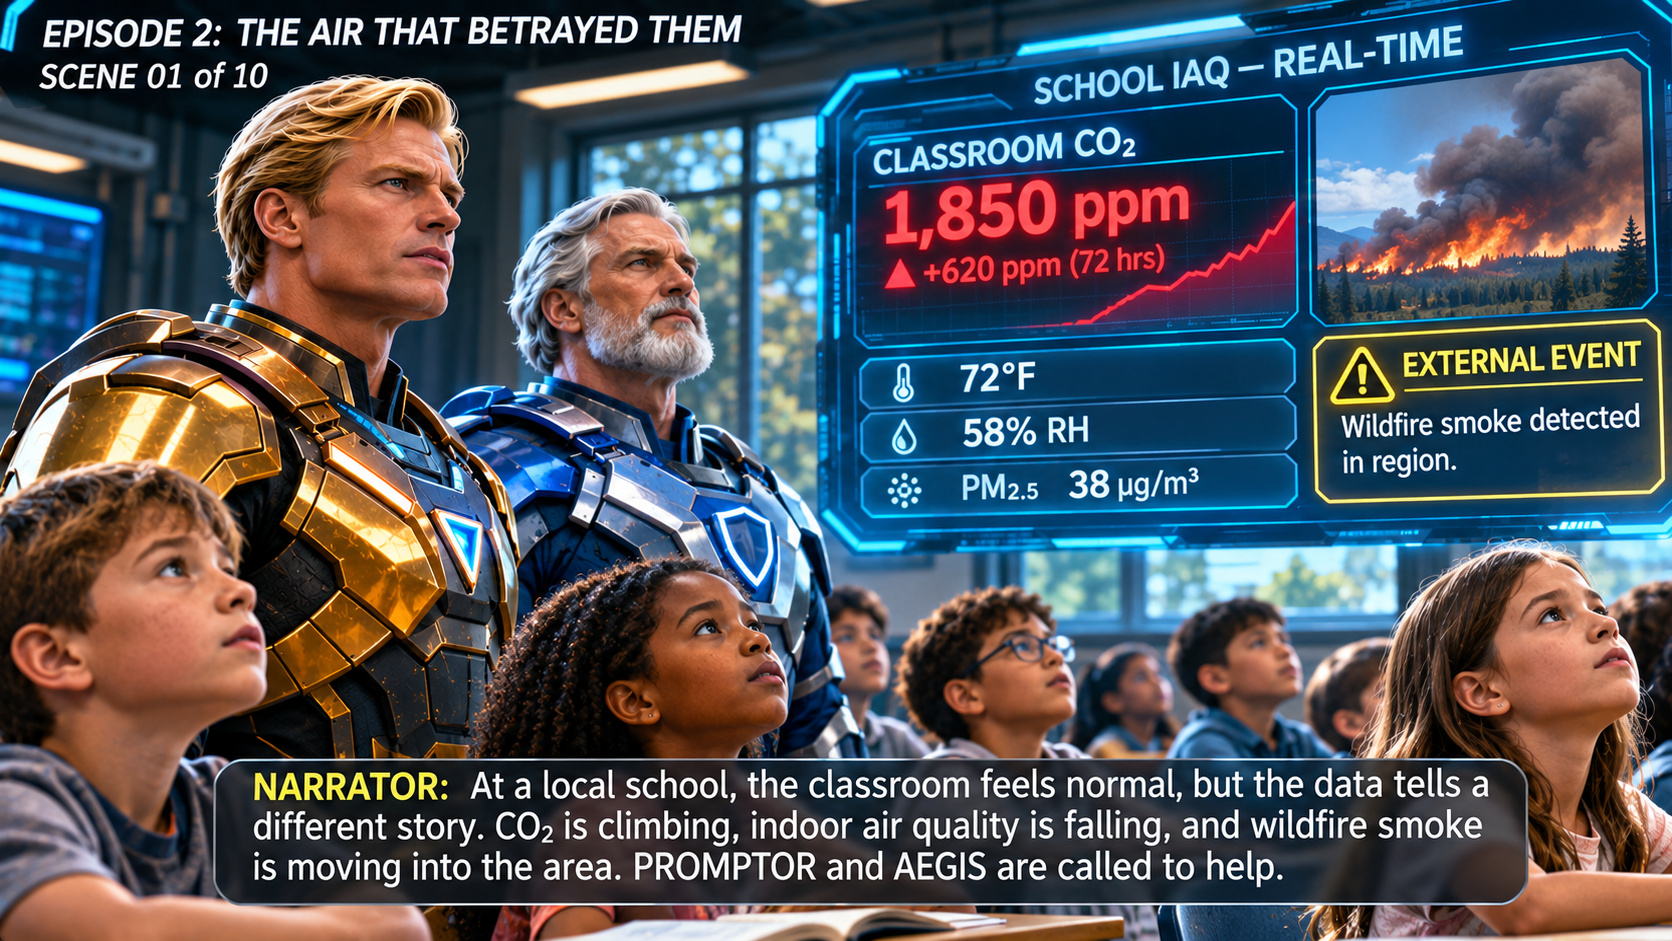 EPISODE 2: THE AIR THAT BETRAYED THEM
SCENE 01 of 10
SCHOOL IAQ — REAL-TIME
CLASSROOM CO₂
1,850 ppm
▲ +620 ppm (72 hrs)
72°F
58% RH
PM₂.₅ 38 µg/m³
EXTERNAL EVENT
Wildfire smoke detected
in region.
NARRATOR: At a local school, the classroom feels normal, but the data tells a
different story. CO₂ is climbing, indoor air quality is falling, and wildfire smoke
is moving into the area. PROMPTOR and AEGIS are called to help.